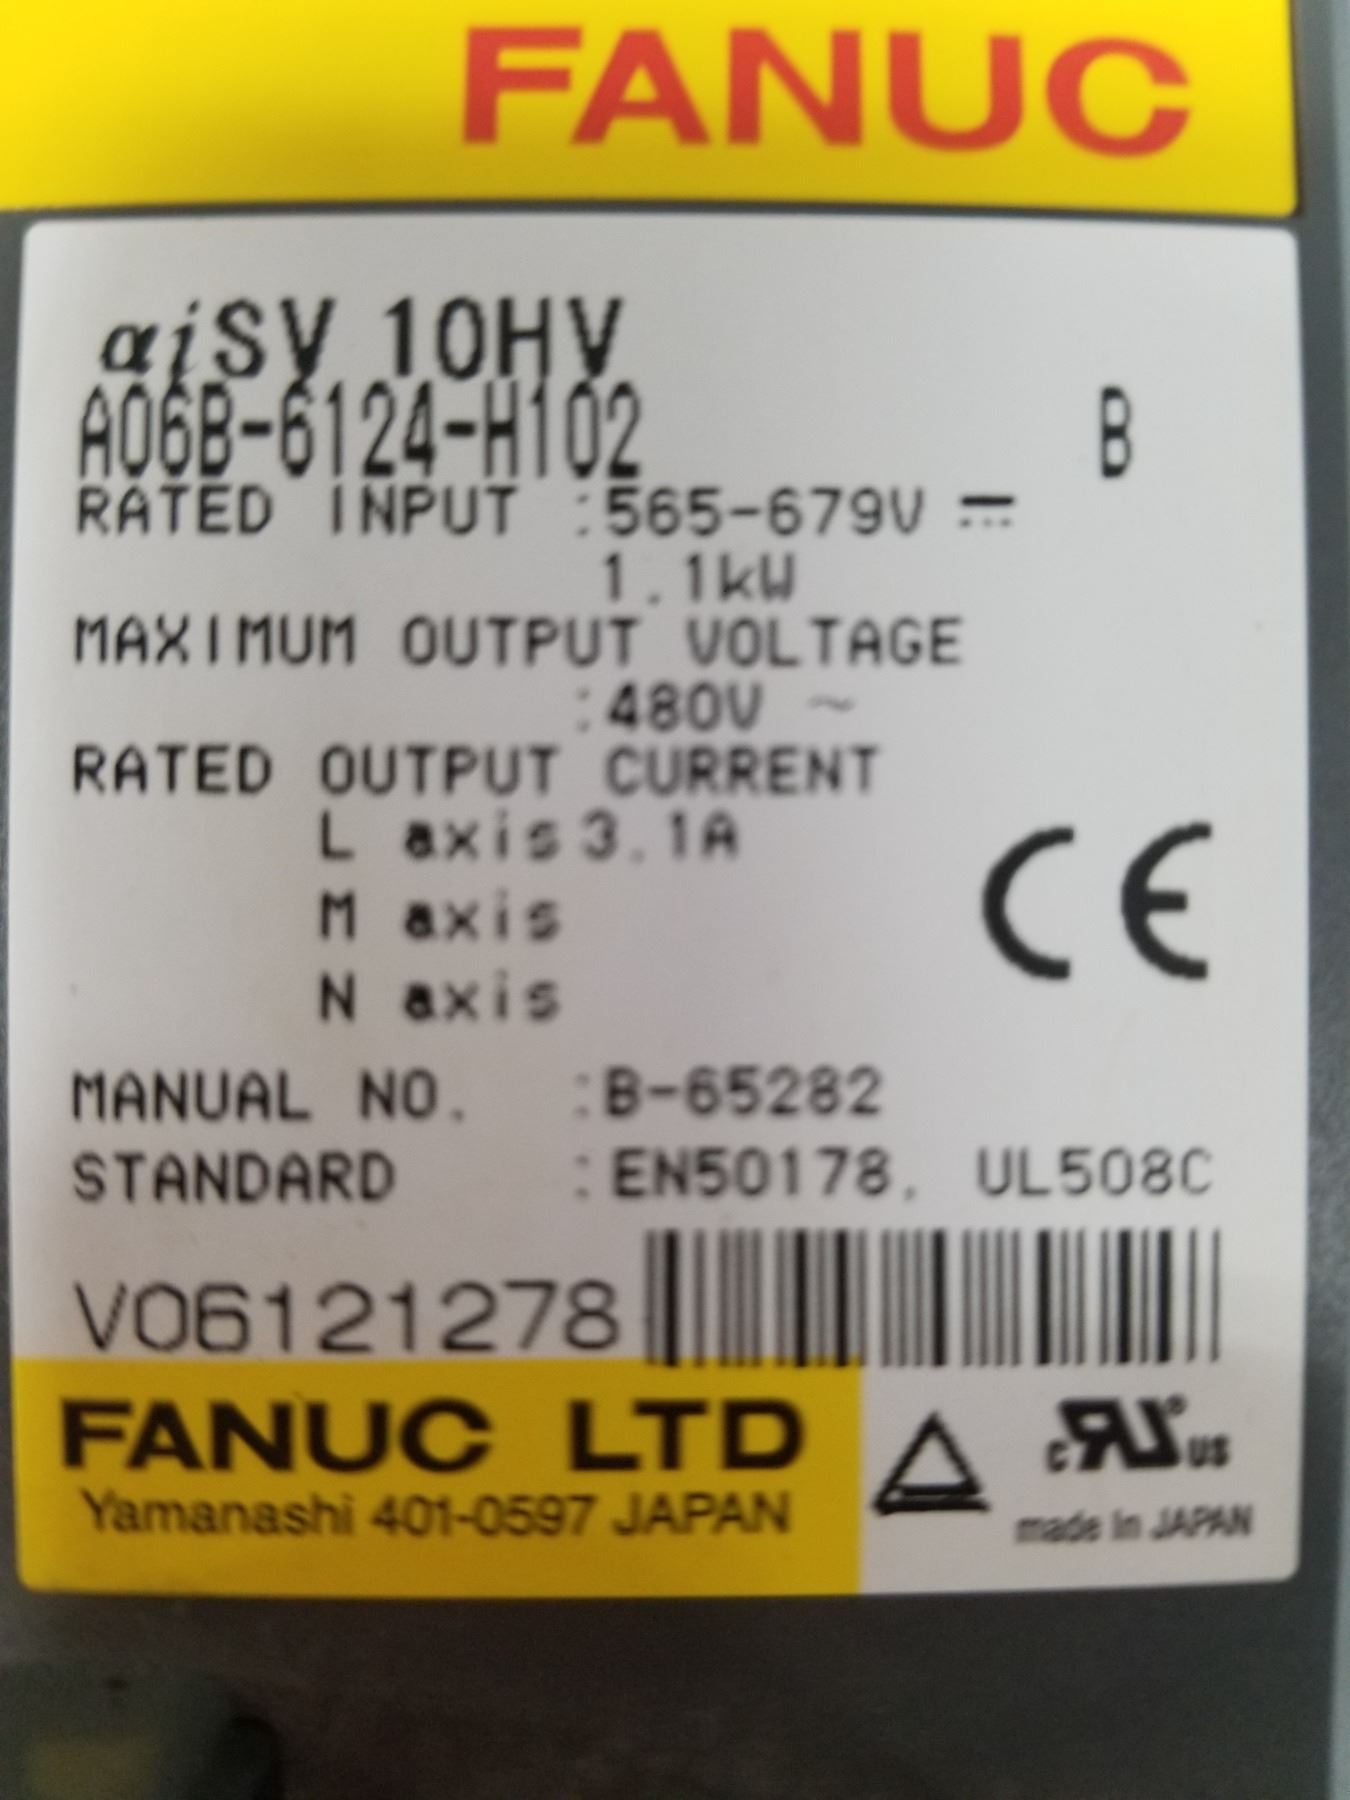 FANUC
αiSV 10HV
A06B-6124-H102 B
RATED INPUT :565-679V ⎓
1.1kW
MAXIMUM OUTPUT VOLTAGE
:480V ~
RATED OUTPUT CURRENT
L axis 3.1A
M axis
N axis
CE
MANUAL NO. :B-65282
STANDARD :EN50178, UL508C
V06121278
FANUC LTD
Yamanashi 401-0597 JAPAN
c RU US
made in JAPAN